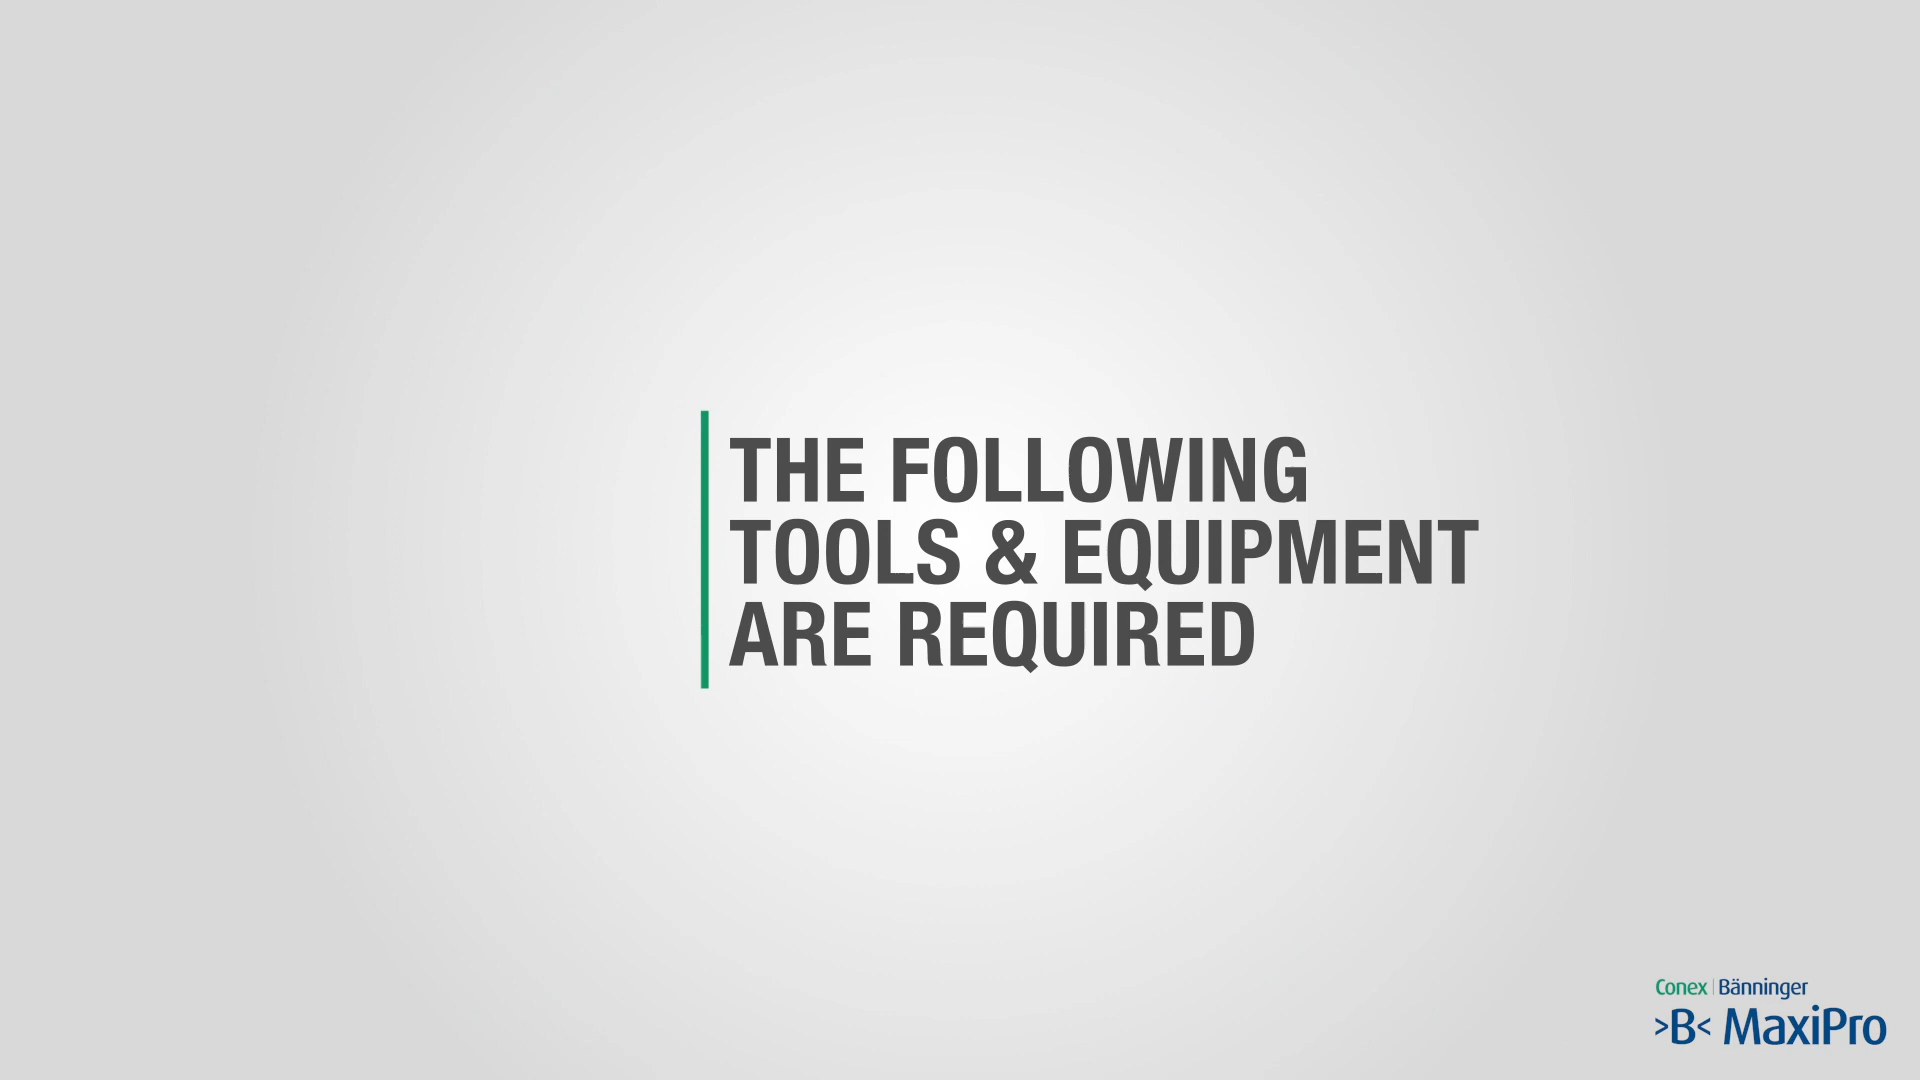 THE FOLLOWING
TOOLS & EQUIPMENT
ARE REQUIRED
Conex | Bänninger
>B< MaxiPro